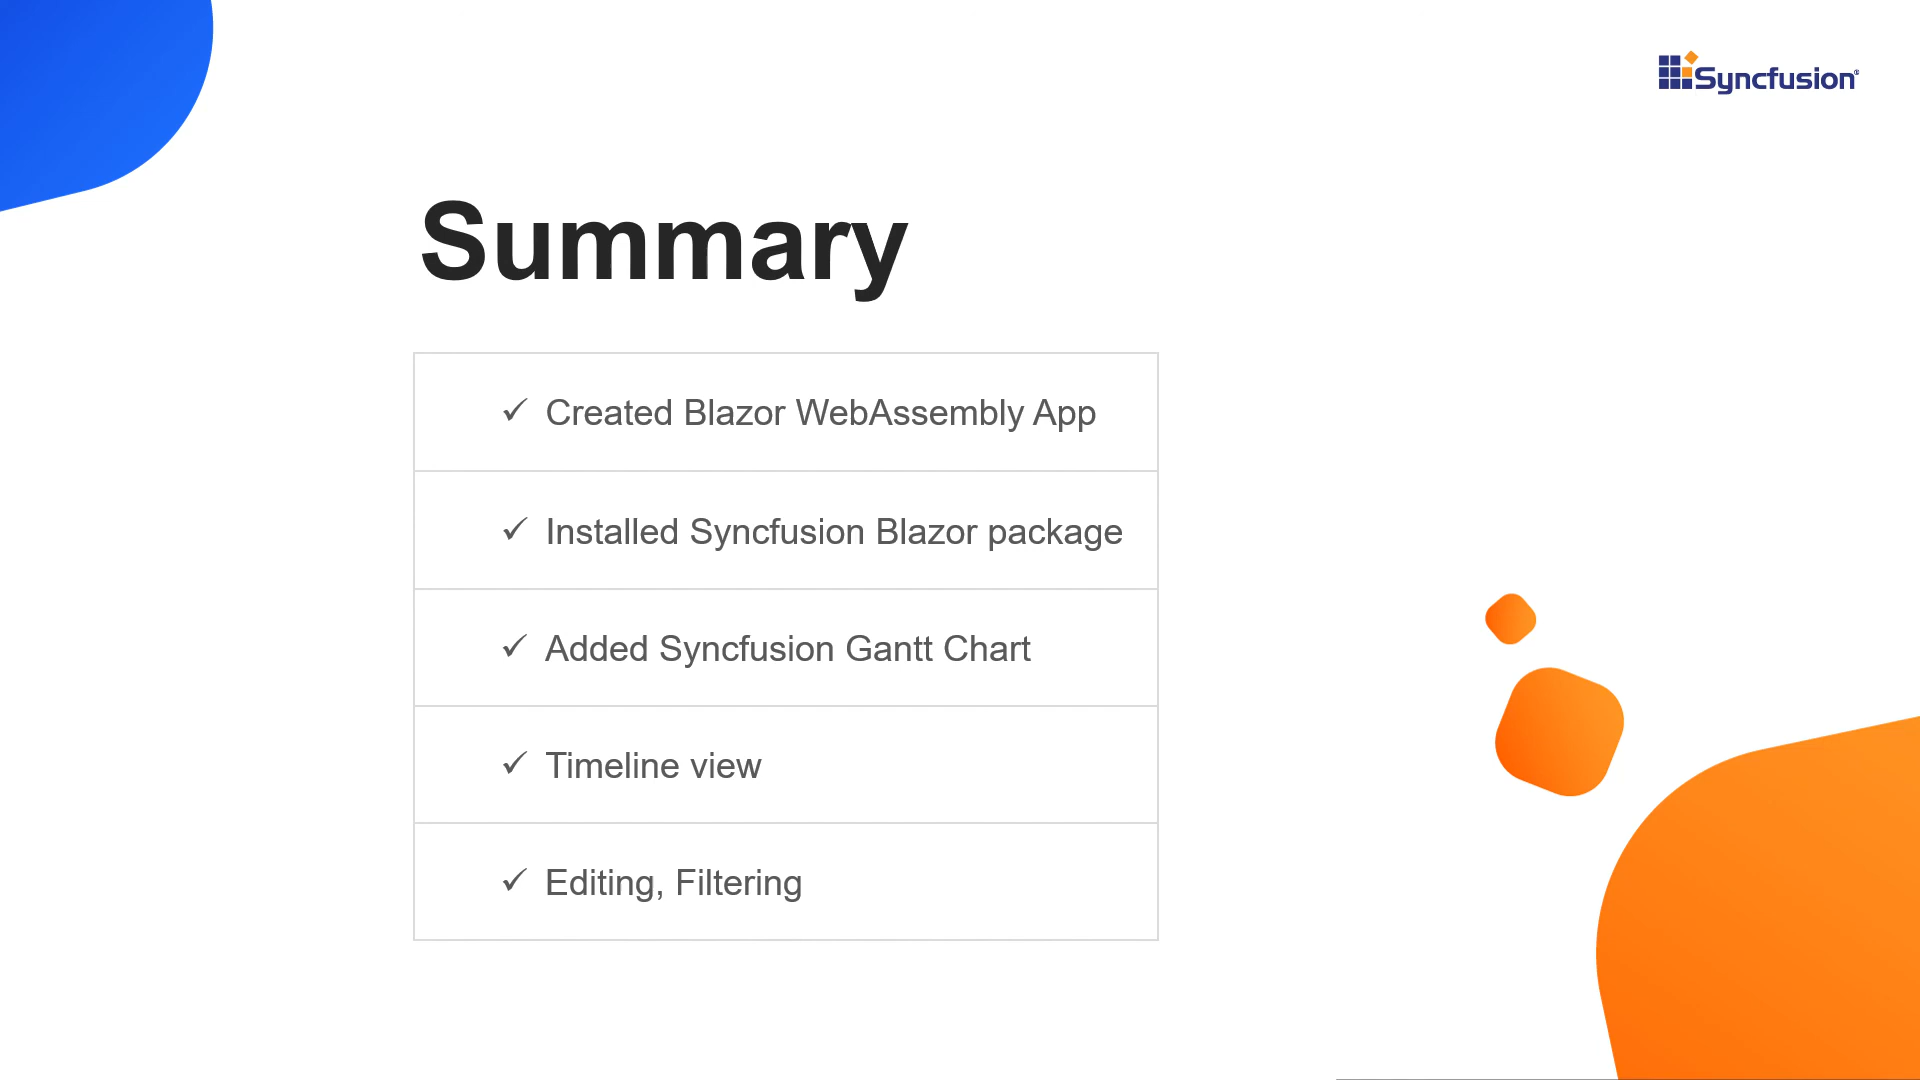 Syncfusion®
Summary
✓ Created Blazor WebAssembly App
✓ Installed Syncfusion Blazor package
✓ Added Syncfusion Gantt Chart
✓ Timeline view
✓ Editing, Filtering